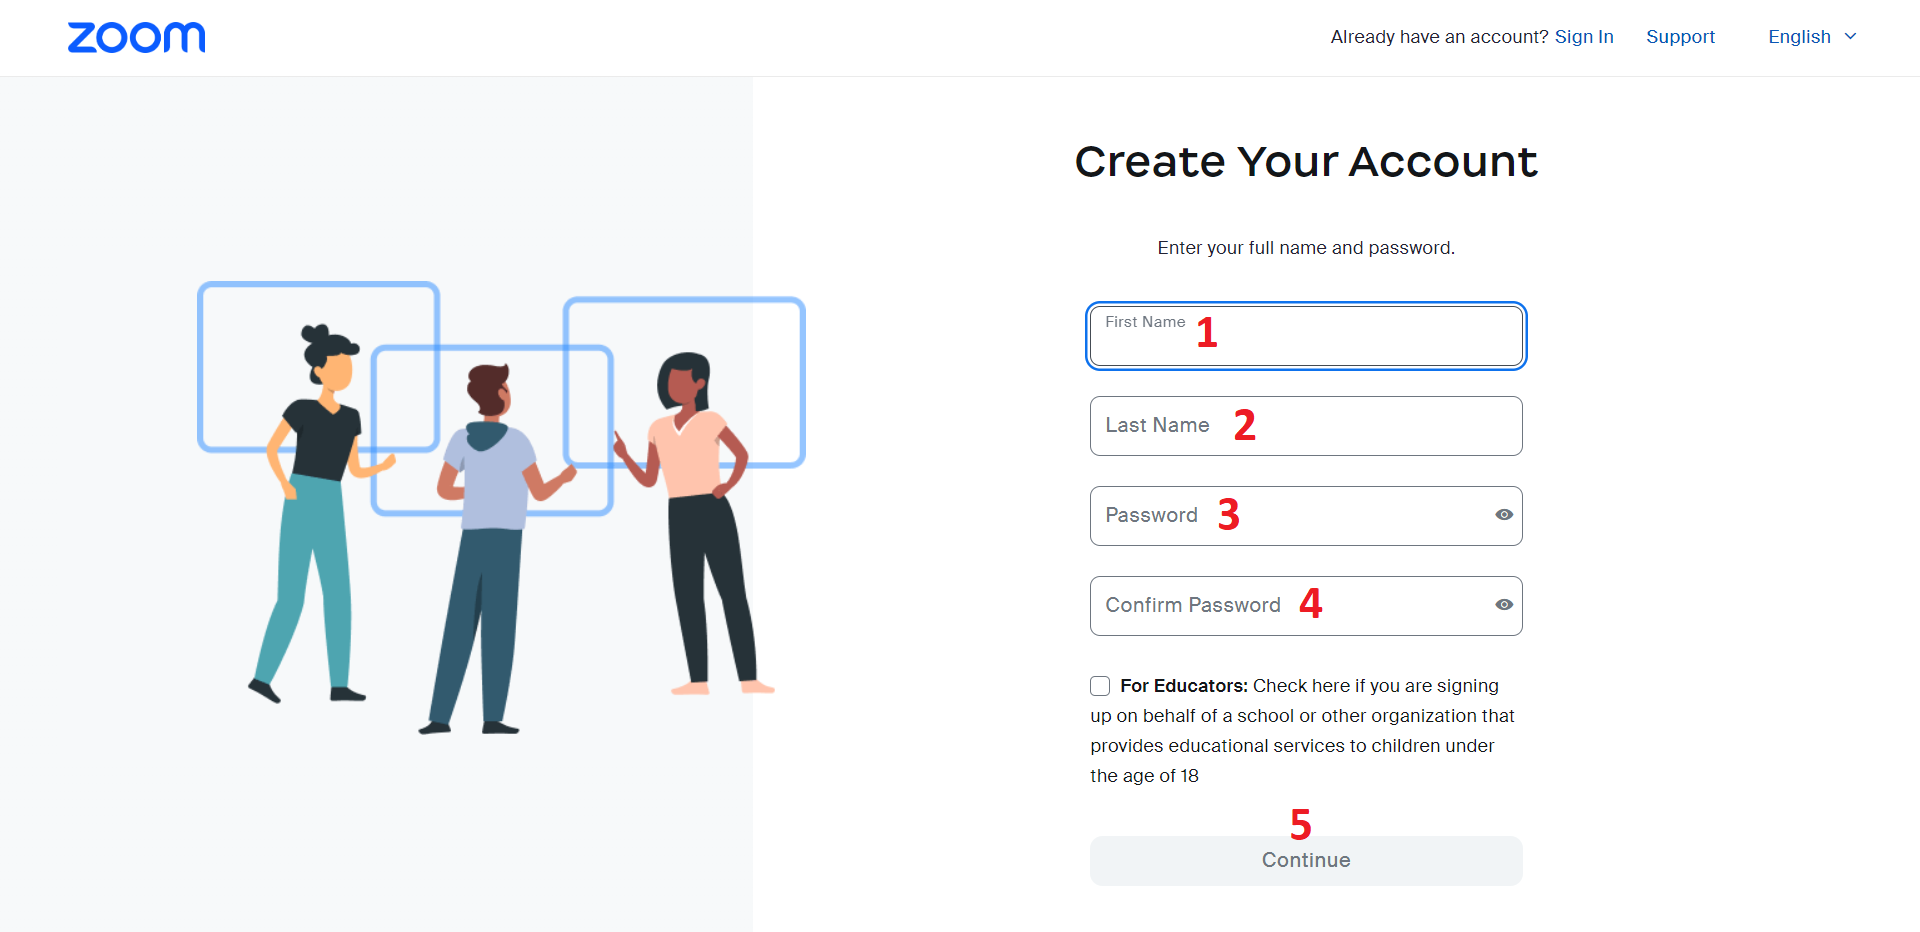 zoom
Already have an account? Sign In Support English
Create Your Account
Enter your full name and password.
First Name 1
Last Name 2
Password 3
Confirm Password 4
For Educators: Check here if you are signing
up on behalf of a school or other organization that
provides educational services to children under
the age of 18
5
Continue